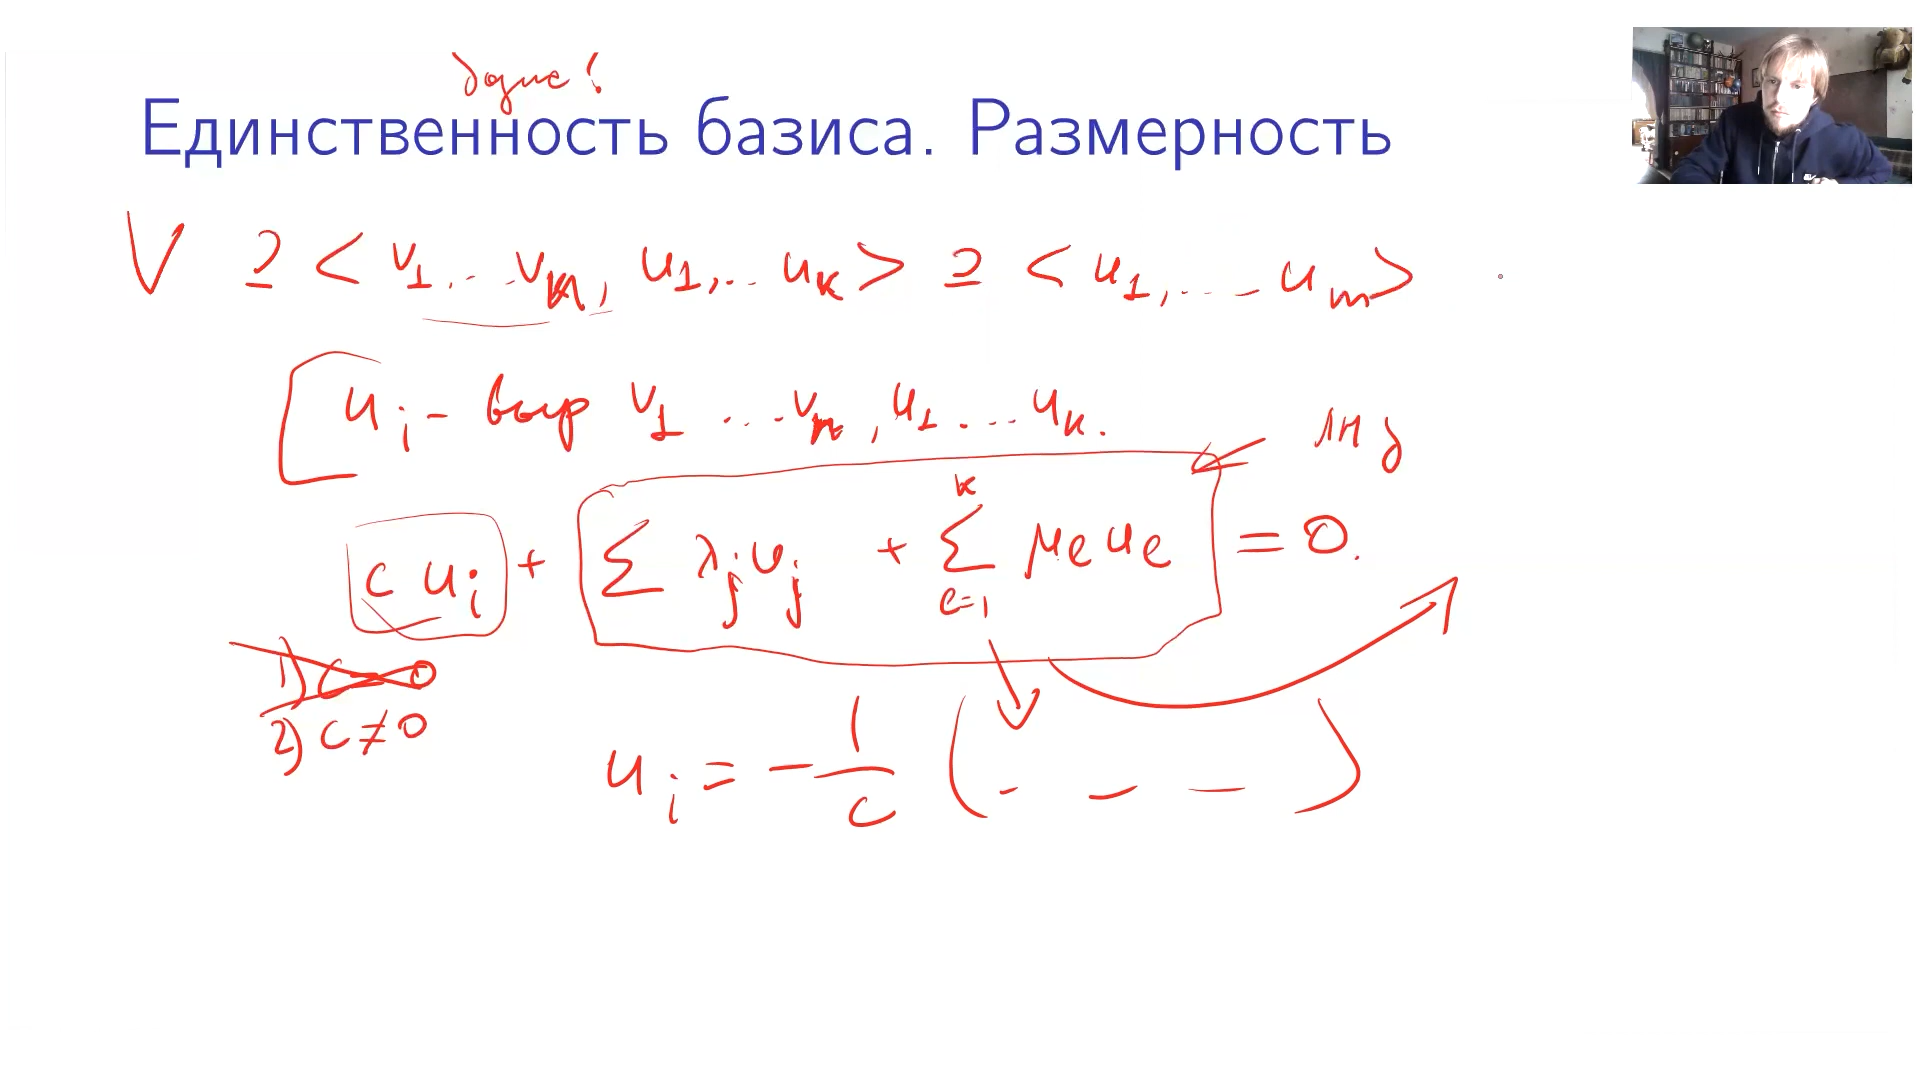 базис!
Единственность базиса. Размерность
V ⊇ < v₁, ... vₙ, u₁, ... uₖ > ⊇ < u₁, ... uₘ >
uᵢ - выр v₁ ... vₙ, u₁ ... uₖ.
ЛНЗ
c uᵢ + ∑ λⱼ vⱼ + ∑ₑ₌₁ᵏ μₑ uₑ = 0.
1) c = 0
2) c ≠ 0
uᵢ = - 1/c ( - - - )